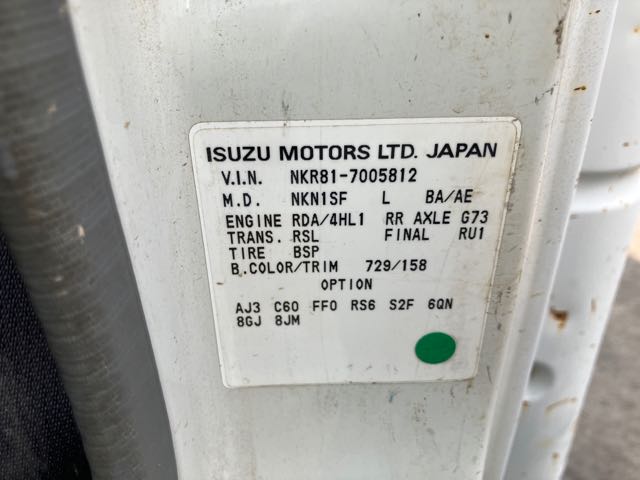 ISUZU MOTORS LTD. JAPAN
V.I.N. NKR81-7005812
M.D. NKN1SF L BA/AE
ENGINE RDA/4HL1 RR AXLE G73
TRANS. RSL FINAL RU1
TIRE BSP
B.COLOR/TRIM 729/158
OPTION
AJ3 C60 FF0 RS6 S2F 6QN
8GJ 8JM